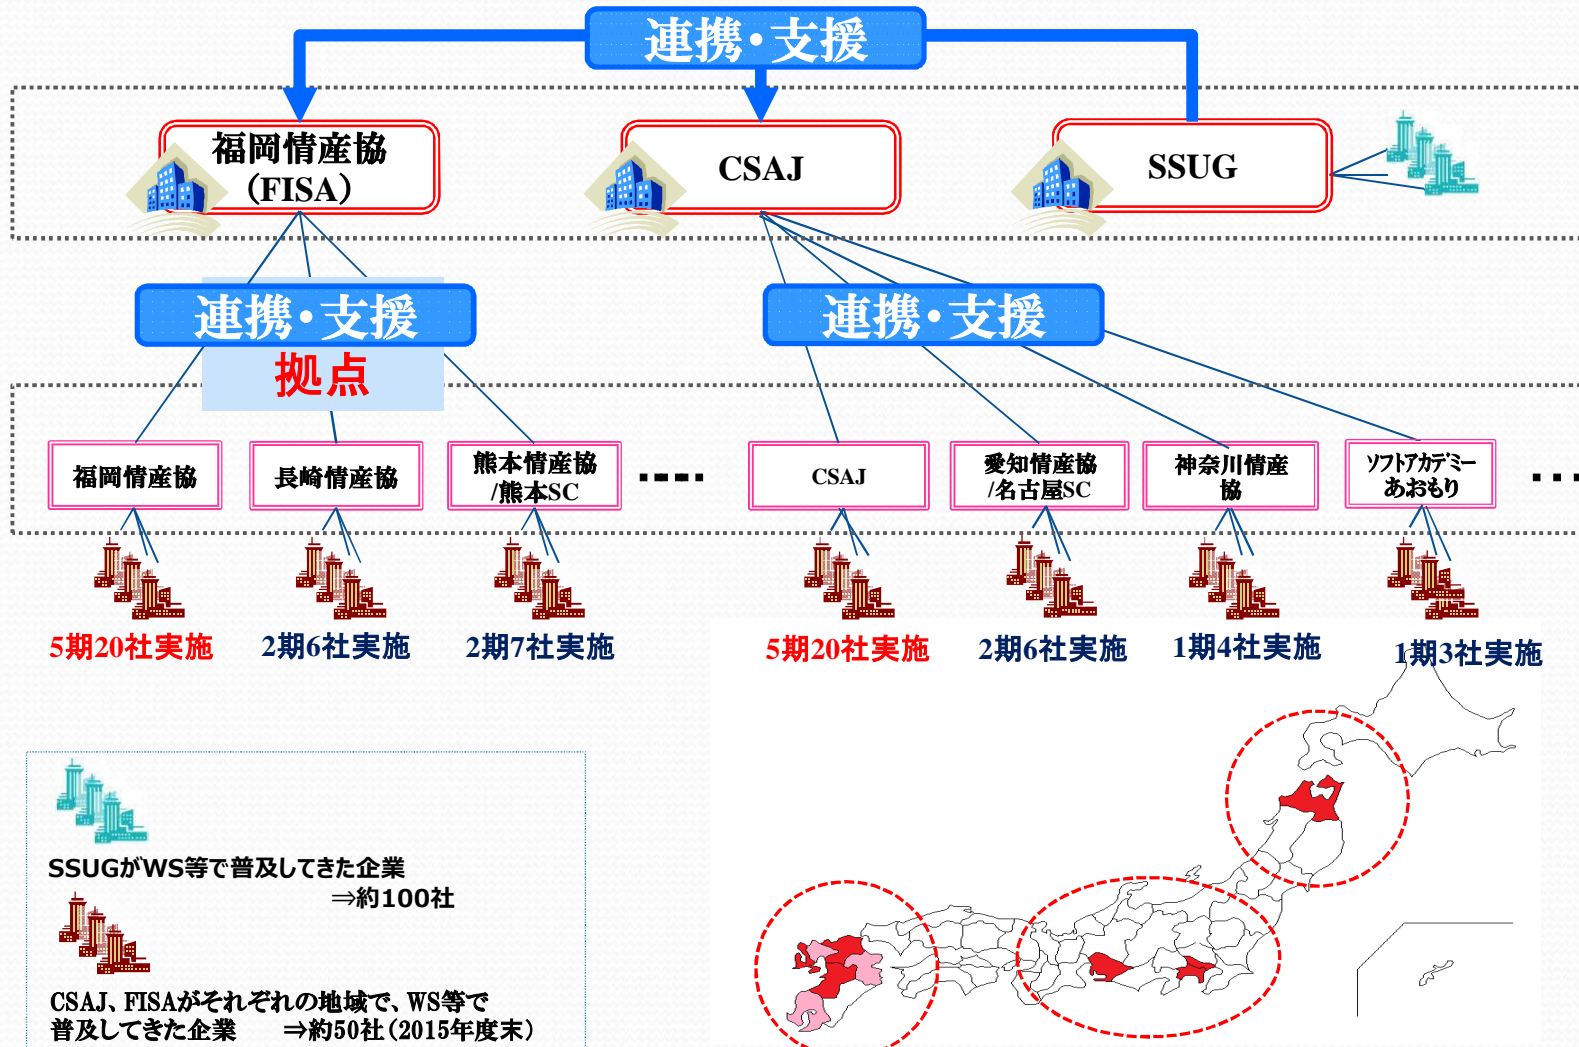 連携・支援
福岡情産協
（FISA）
CSAJ
SSUG
連携・支援
連携・支援
拠点
福岡情産協
長崎情産協
熊本情産協
/熊本SC
････
CSAJ
愛知情産協
/名古屋SC
神奈川情産
協
ソフトアカデミー
あおもり
･･･
5期20社実施
2期6社実施
2期7社実施
5期20社実施
2期6社実施
1期4社実施
1期3社実施
SSUGがWS等で普及してきた企業
⇒約100社
CSAJ、FISAがそれぞれの地域で、WS等で
普及してきた企業　⇒約50社（2015年度末）